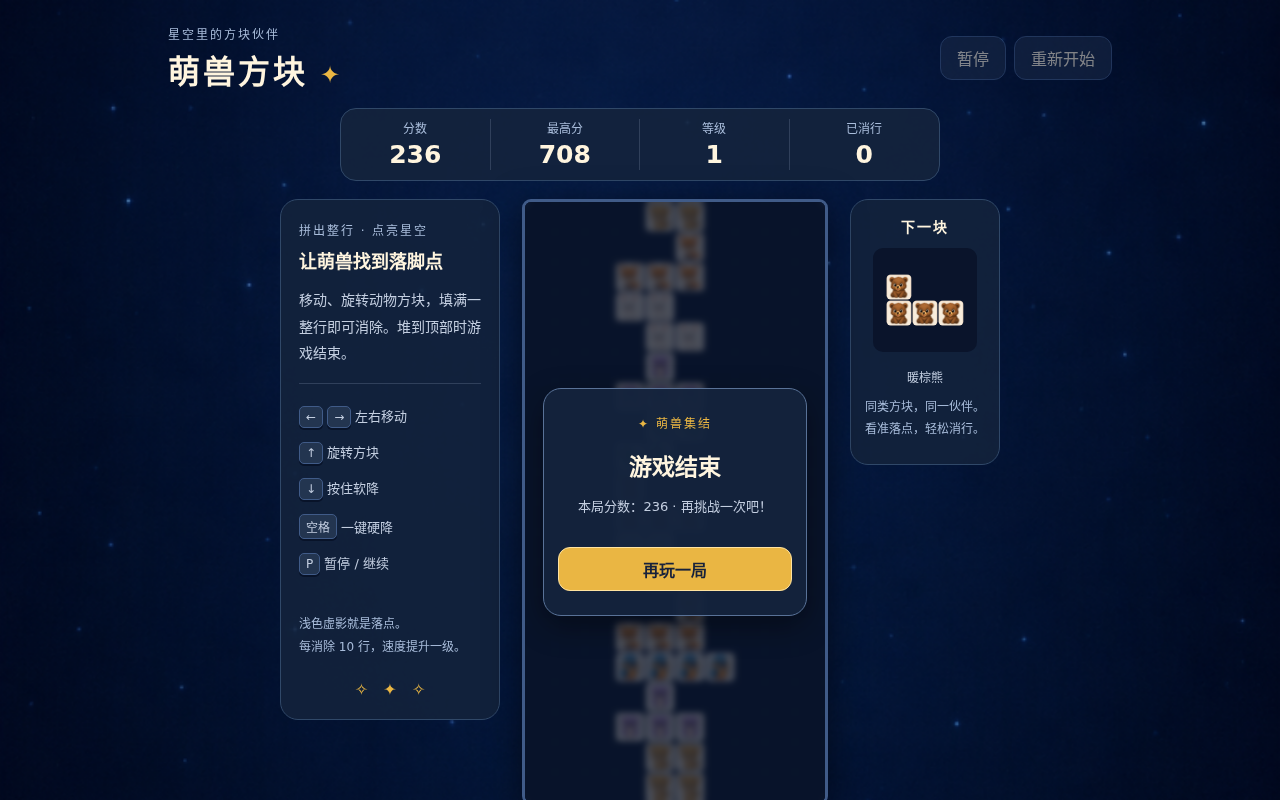 星空里的方块伙伴
萌兽方块 ✦
暂停
重新开始
分数
236
最高分
708
等级
1
已消行
0
拼出整行 · 点亮星空
让萌兽找到落脚点
移动、旋转动物方块，填满一
整行即可消除。堆到顶部时游
戏结束。
← → 左右移动
↑ 旋转方块
↓ 按住软降
空格 一键硬降
P 暂停 / 继续
浅色虚影就是落点。
每消除 10 行，速度提升一级。
✧ ✦ ✧
✦ 萌兽集结
游戏结束
本局分数：236 · 再挑战一次吧！
再玩一局
下一块
暖棕熊
同类方块，同一伙伴。
看准落点，轻松消行。